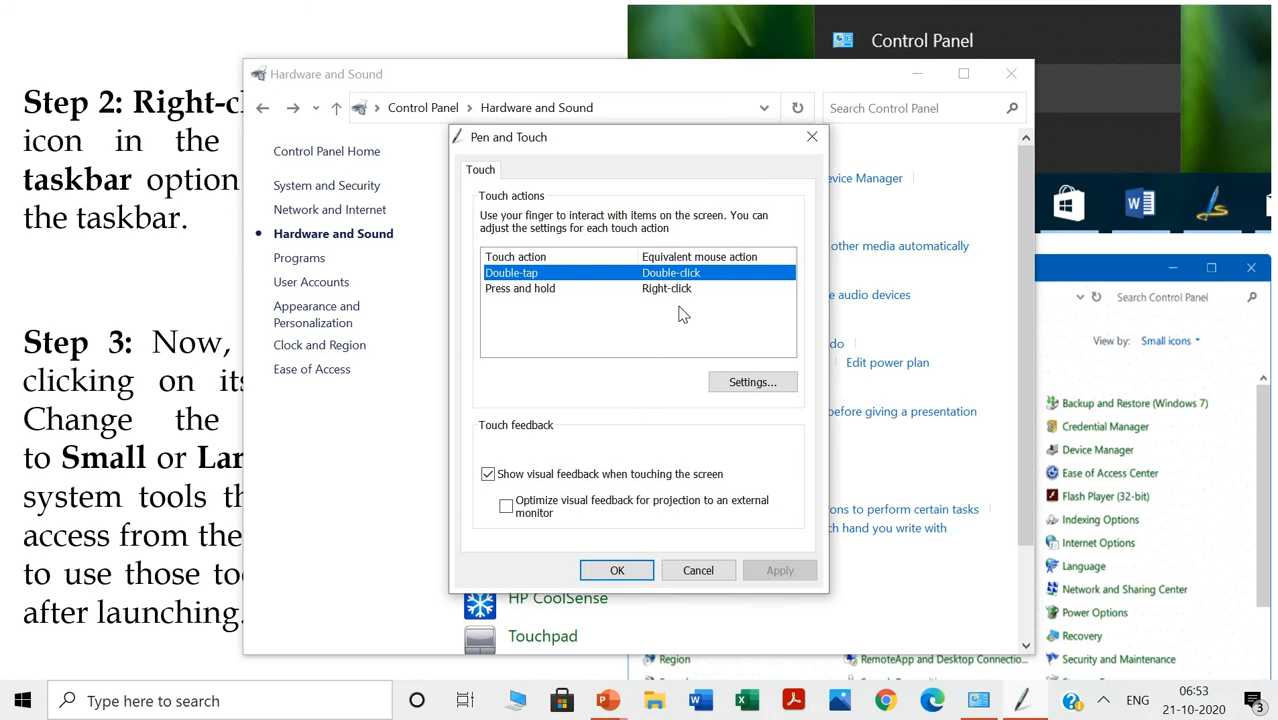 Step 2: Right-cl
icon in the
taskbar option
the taskbar.
Step 3: Now,
clicking on its
Change the
to Small or Lar
system tools th
access from the
to use those too
after launching.
Control Panel
Hardware and Sound
Control Panel > Hardware and Sound
Search Control Panel
Control Panel Home
System and Security
Network and Internet
Hardware and Sound
Programs
User Accounts
Appearance and
Personalization
Clock and Region
Ease of Access
evice Manager
other media automatically
e audio devices
do
Edit power plan
before giving a presentation
ons to perform certain tasks
ch hand you write with
HP CoolSense
Touchpad
Pen and Touch
Touch
Touch actions
Use your finger to interact with items on the screen. You can
adjust the settings for each touch action
Touch action Equivalent mouse action
Double-tap Double-click
Press and hold Right-click
Settings...
Touch feedback
Show visual feedback when touching the screen
Optimize visual feedback for projection to an external
monitor
OK Cancel Apply
Search Control Panel
View by: Small icons
Backup and Restore (Windows 7)
Credential Manager
Device Manager
Ease of Access Center
Flash Player (32-bit)
Indexing Options
Internet Options
Language
Network and Sharing Center
Power Options
Recovery
Region RemoteApp and Desktop Connectio... Security and Maintenance
Type here to search
ENG
06:53
21-10-2020
3